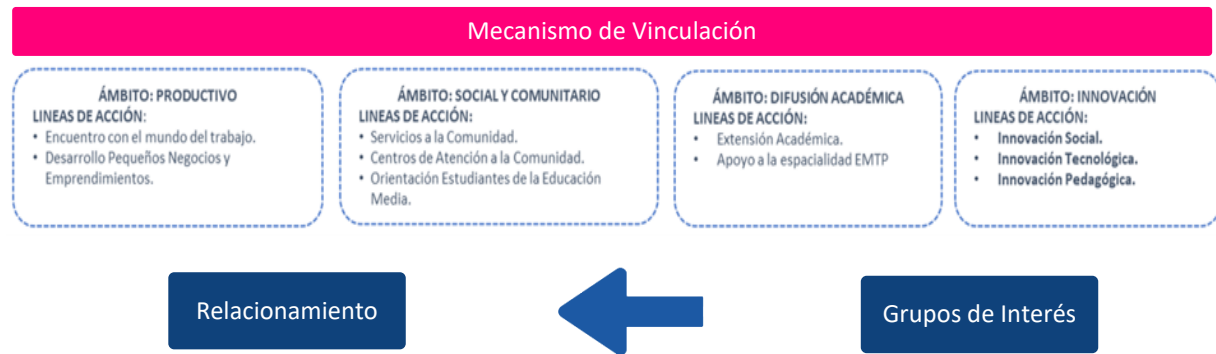 Mecanismo de Vinculación
ÁMBITO: PRODUCTIVO
LINEAS DE ACCIÓN:
• Encuentro con el mundo del trabajo.
• Desarrollo Pequeños Negocios y
Emprendimientos.
ÁMBITO: SOCIAL Y COMUNITARIO
LINEAS DE ACCIÓN:
• Servicios a la Comunidad.
• Centros de Atención a la Comunidad.
• Orientación Estudiantes de la Educación
Media.
ÁMBITO: DIFUSIÓN ACADÉMICA
LINEAS DE ACCIÓN:
• Extensión Académica.
• Apoyo a la espacialidad EMTP
ÁMBITO: INNOVACIÓN
LINEAS DE ACCIÓN:
• Innovación Social.
• Innovación Tecnológica.
• Innovación Pedagógica.
Relacionamiento
Grupos de Interés